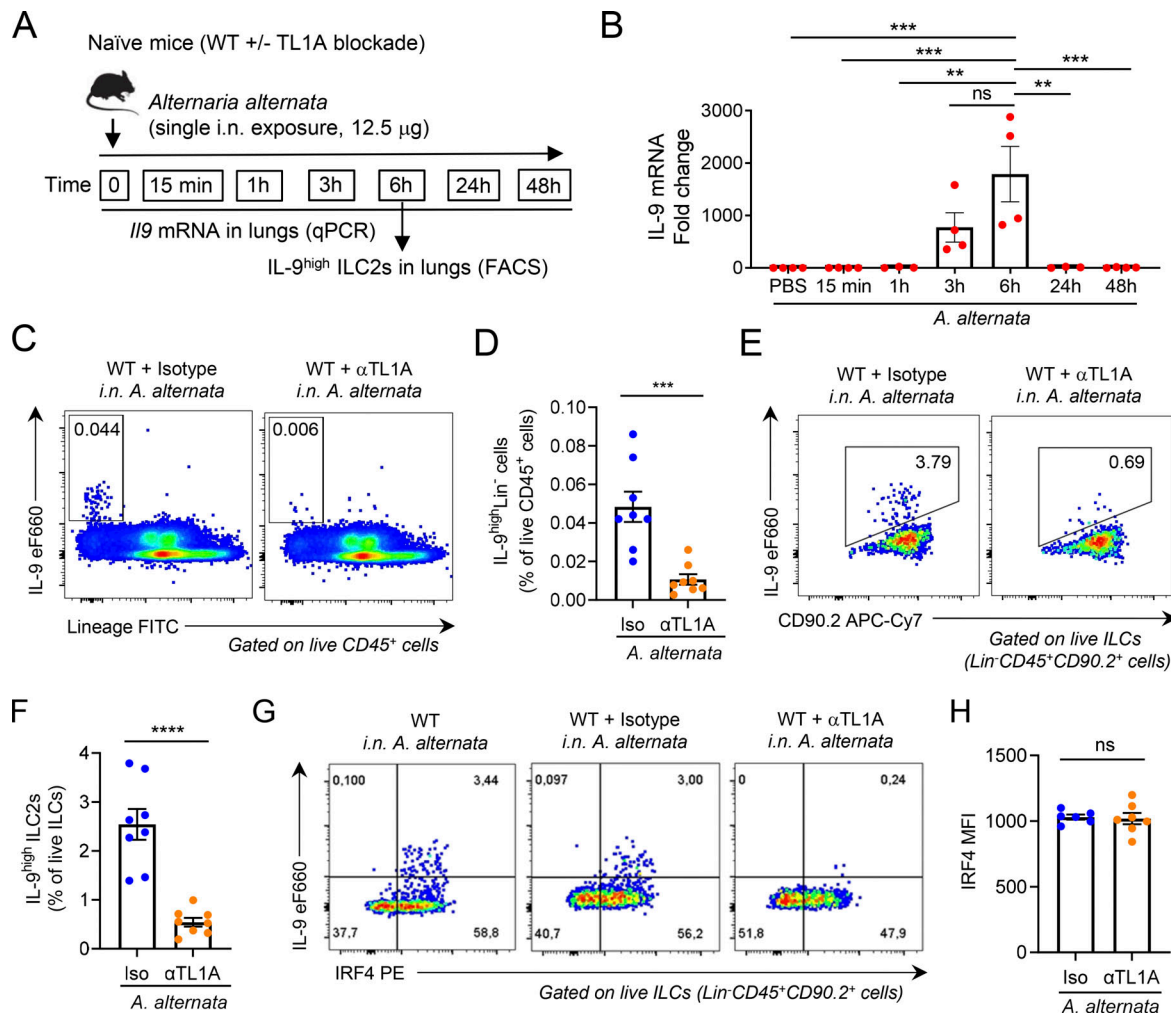 A
Naïve mice (WT +/- TL1A blockade)
Alternaria alternata
(single i.n. exposure, 12.5 μg)
Time 0 15 min 1h 3h 6h 24h 48h
Il9 mRNA in lungs (qPCR)
IL-9high ILC2s in lungs (FACS)
B
***
***
***
**
**
ns
IL-9 mRNA
Fold change
3000
2000
1000
0
PBS 15 min 1h 3h 6h 24h 48h
A. alternata
C
WT + Isotype
i.n. A. alternata
WT + αTL1A
i.n. A. alternata
0.044
0.006
IL-9 eF660
Lineage FITC
Gated on live CD45+ cells
D
***
IL-9highLin- cells
(% of live CD45+ cells)
0.10
0.08
0.06
0.04
0.02
0.00
Iso αTL1A
A. alternata
E
WT + Isotype
i.n. A. alternata
WT + αTL1A
i.n. A. alternata
3.79
0.69
IL-9 eF660
CD90.2 APC-Cy7
Gated on live ILCs
(Lin-CD45+CD90.2+ cells)
F
****
IL-9high ILC2s
(% of live ILCs)
4
3
2
1
0
Iso αTL1A
A. alternata
G
WT
i.n. A. alternata
WT + Isotype
i.n. A. alternata
WT + αTL1A
i.n. A. alternata
0,100 3,44
0,097 3,00
0 0,24
37,7 58,8
40,7 56,2
51,8 47,9
IL-9 eF660
IRF4 PE
Gated on live ILCs (Lin-CD45+CD90.2+ cells)
H
ns
IRF4 MFI
1500
1000
500
0
Iso αTL1A
A. alternata